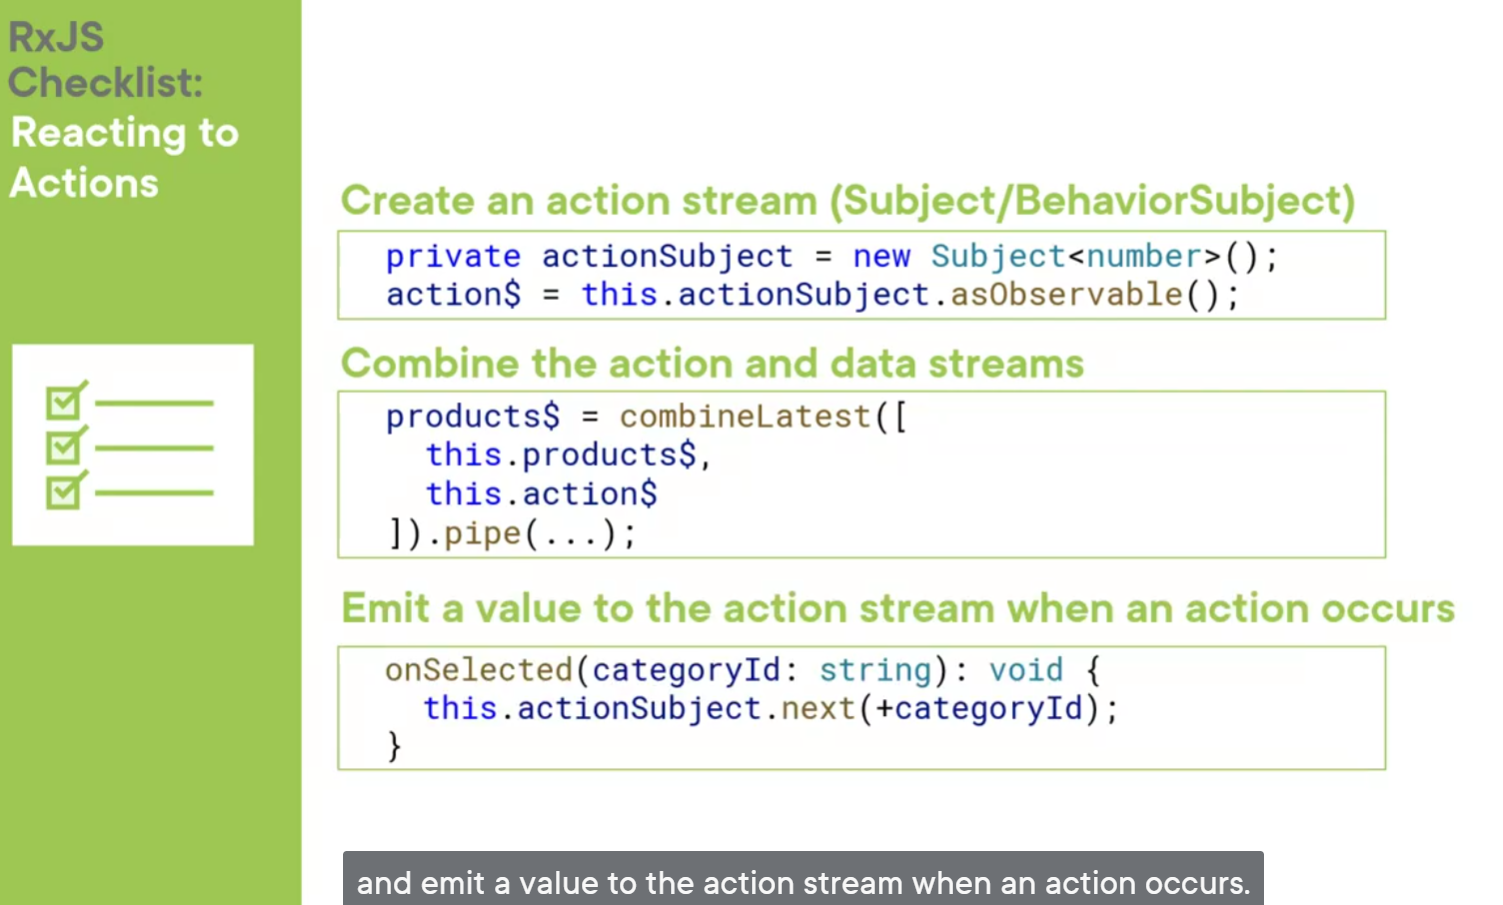 RxJS
Checklist:
Reacting to
Actions
Create an action stream (Subject/BehaviorSubject)
private actionSubject = new Subject<number>();
action$ = this.actionSubject.asObservable();
Combine the action and data streams
products$ = combineLatest([
this.products$,
this.action$
]).pipe(...);
Emit a value to the action stream when an action occurs
onSelected(categoryId: string): void {
this.actionSubject.next(+categoryId);
}
and emit a value to the action stream when an action occurs.